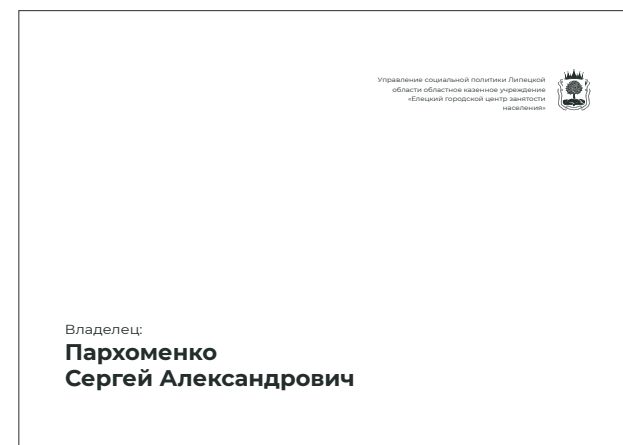 Управление социальной политики Липецкой
области областное казенное учреждение
«Елецкий городской центр занятости
населения»
Владелец:
Пархоменко
Сергей Александрович